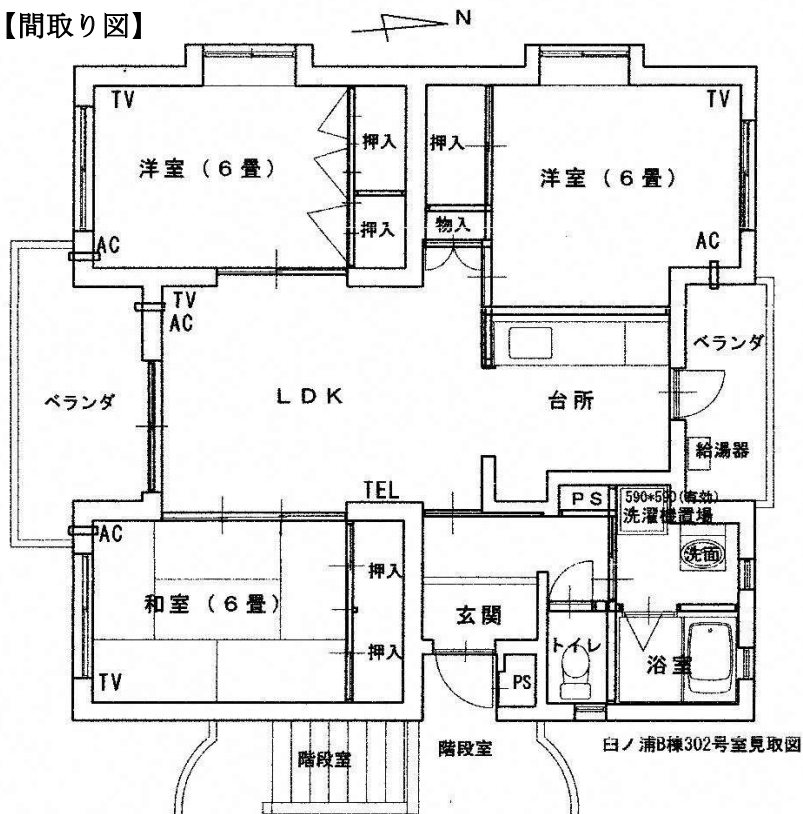 【間取り図】
N
TV
TV
洋室(6畳)
押入
押入
洋室(6畳)
押入
物入
AC
AC
TV
AC
ベランダ
ベランダ
LDK
台所
給湯器
TEL
PS
590*590(有効)
洗濯機置場
AC
洗面
押入
和室(6畳)
玄関
トイレ
押入
浴室
TV
PS
臼ノ浦B棟302号室見取図
階段室
階段室